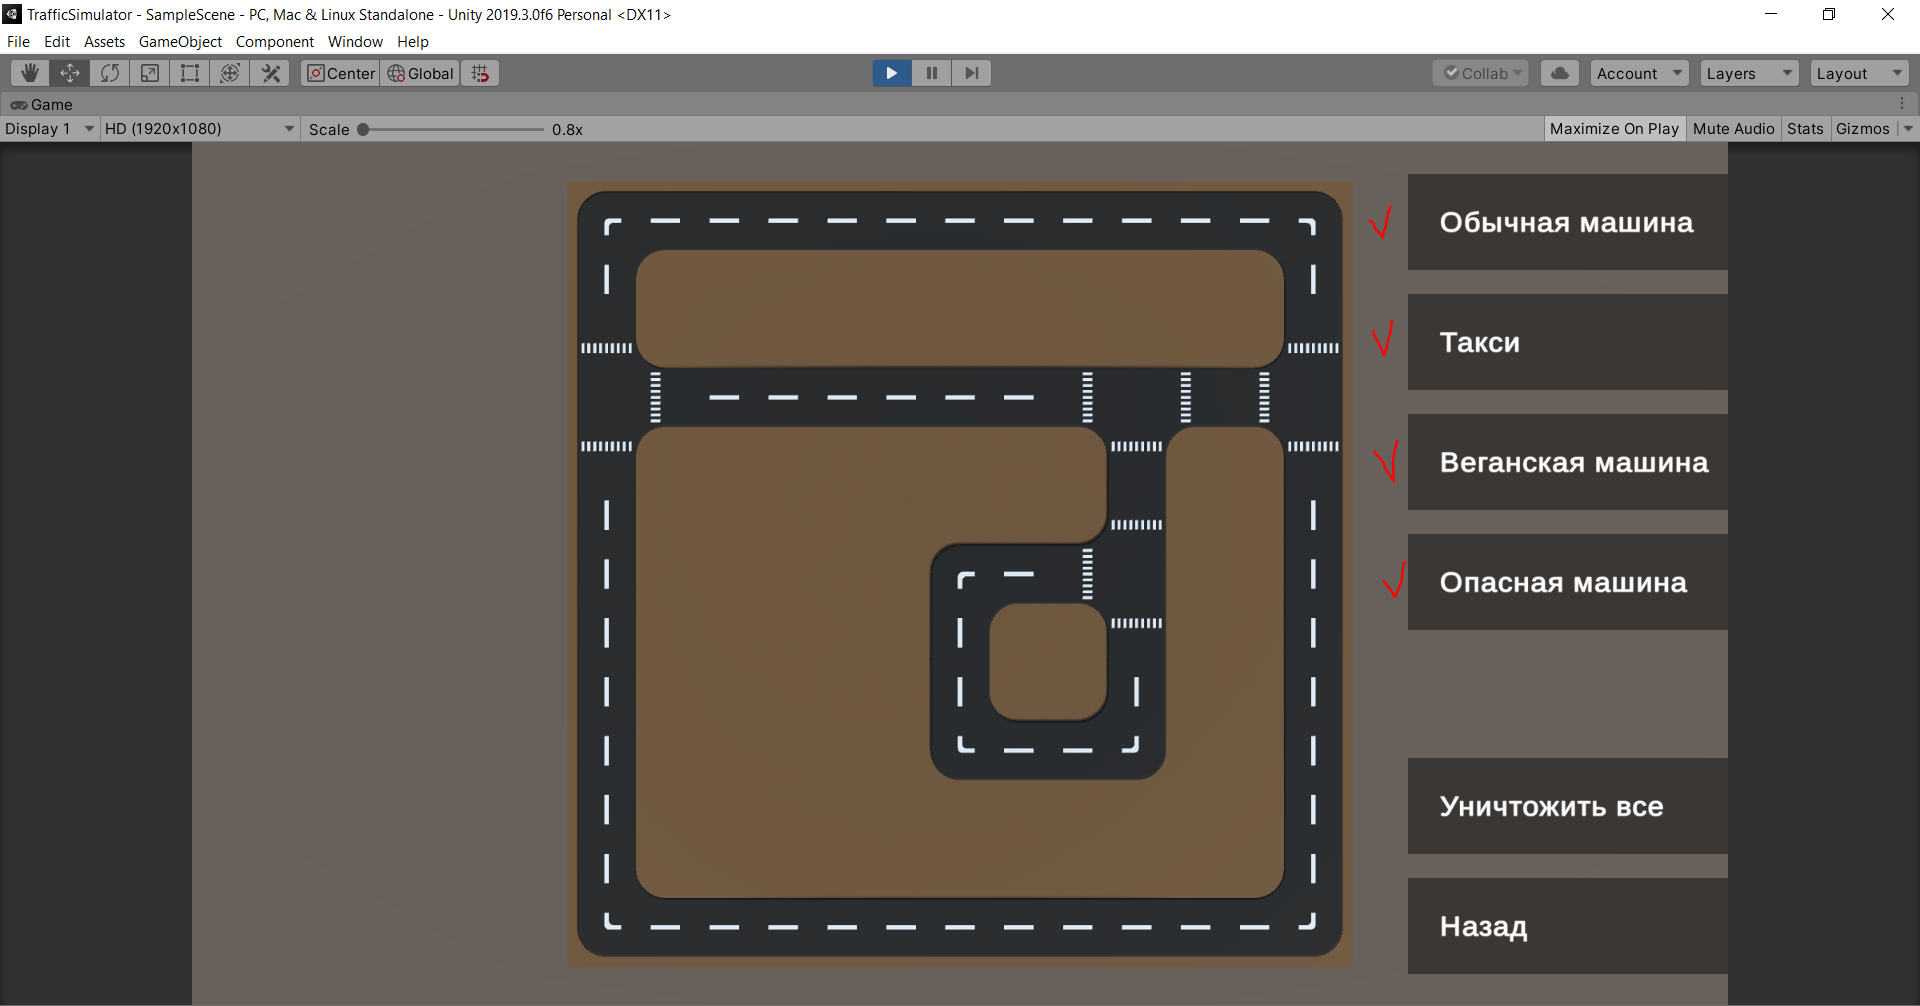 TrafficSimulator - SampleScene - PC, Mac & Linux Standalone - Unity 2019.3.0f6 Personal <DX11>
File Edit Assets GameObject Component Window Help
Center Global Collab Account Layers Layout
Game
Display 1 HD (1920x1080) Scale 0.8x Maximize On Play Mute Audio Stats Gizmos
Обычная машина
Такси
Веганская машина
Опасная машина
Уничтожить все
Назад